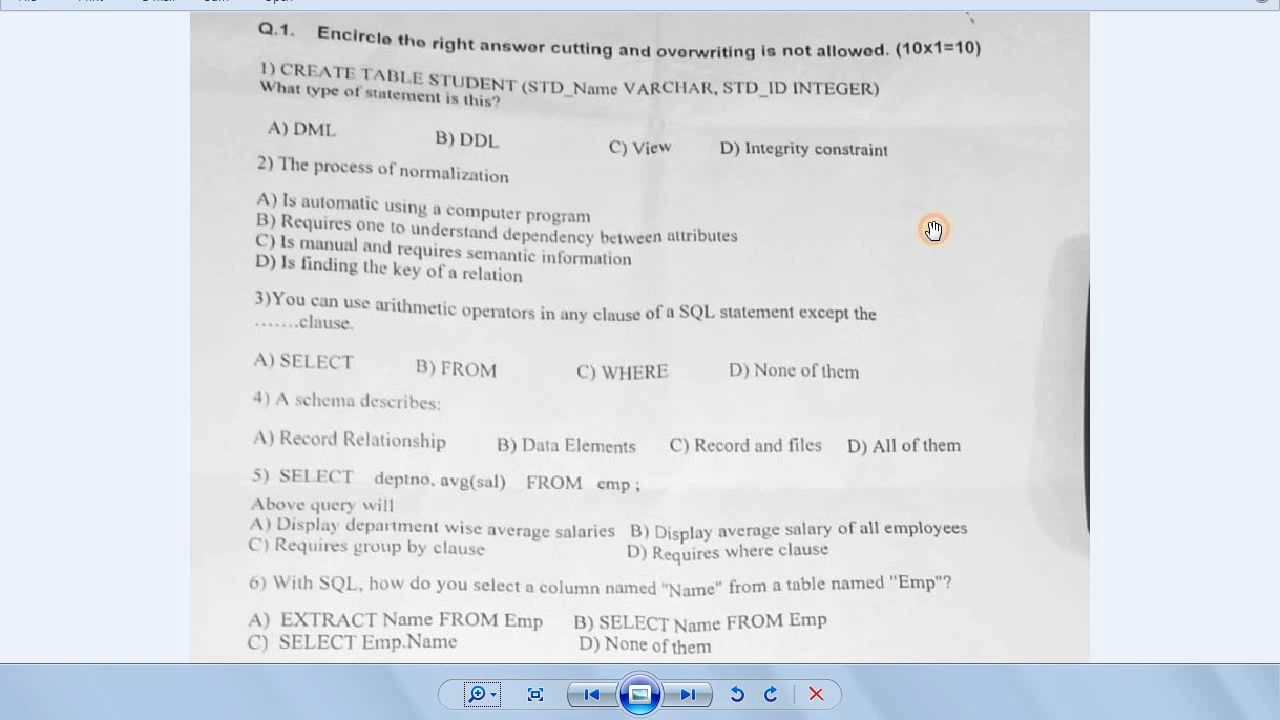 Q.1. Encircle the right answer cutting and overwriting is not allowed. (10x1=10)
1) CREATE TABLE STUDENT (STD_Name VARCHAR, STD_ID INTEGER)
What type of statement is this?
A) DML B) DDL C) View D) Integrity constraint
2) The process of normalization
A) Is automatic using a computer program
B) Requires one to understand dependency between attributes
C) Is manual and requires semantic information
D) Is finding the key of a relation
3)You can use arithmetic operators in any clause of a SQL statement except the
.......clause.
A) SELECT B) FROM C) WHERE D) None of them
4) A schema describes:
A) Record Relationship B) Data Elements C) Record and files D) All of them
5) SELECT deptno, avg(sal) FROM emp ;
Above query will
A) Display department wise average salaries B) Display average salary of all employees
C) Requires group by clause D) Requires where clause
6) With SQL, how do you select a column named "Name" from a table named "Emp"?
A) EXTRACT Name FROM Emp B) SELECT Name FROM Emp
C) SELECT Emp.Name D) None of them